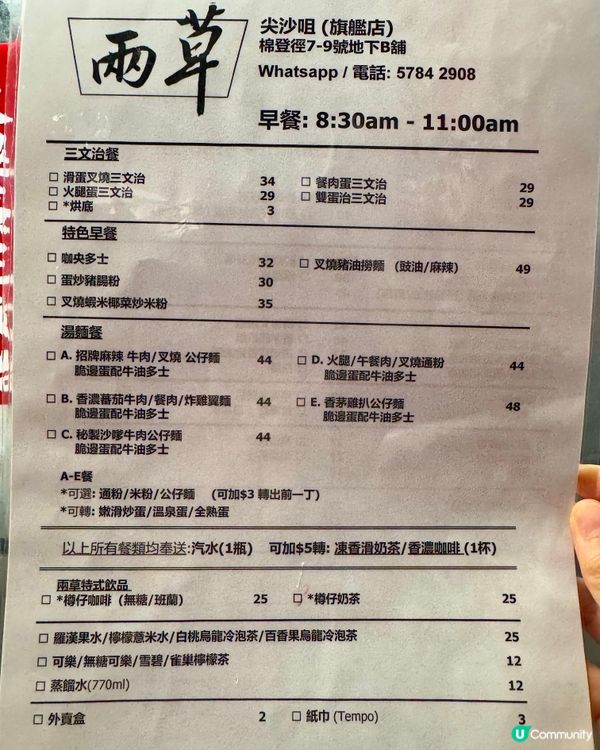 兩草
尖沙咀 (旗艦店)
棉登徑7-9號地下B舖
Whatsapp / 電話: 5784 2908
早餐: 8:30am - 11:00am
三文治餐
□ 滑蛋叉燒三文治 34 □ 餐肉蛋三文治 29
□ 火腿蛋三文治 29 □ 雙蛋治三文治 29
□ *烘底 3
特色早餐
□ 咖央多士 32 □ 叉燒豬油撈麵 (豉油/麻辣) 49
□ 蛋炒豬腸粉 30
□ 叉燒蝦米椰菜炒米粉 35
湯麵餐
□ A. 招牌麻辣 牛肉/叉燒 公仔麵 44 □ D. 火腿/午餐肉/叉燒通粉 44
脆邊蛋配牛油多士 脆邊蛋配牛油多士
□ B. 香濃蕃茄牛肉/餐肉/炸雞翼麵 44 □ E. 香茅雞扒公仔麵 48
脆邊蛋配牛油多士 脆邊蛋配牛油多士
□ C. 秘製沙嗲牛肉公仔麵 44
脆邊蛋配牛油多士
A-E餐
*可選: 通粉/米粉/公仔麵 (可加$3 轉出前一丁)
*可轉: 嫩滑炒蛋/溫泉蛋/全熟蛋
以上所有餐類均奉送:汽水(1瓶) 可加$5轉: 凍香滑奶茶/香濃咖啡 (1杯)
兩草特式飲品
□ *樽仔咖啡 (無糖/班蘭) 25 □ *樽仔奶茶 25
□ 羅漢果水/檸檬薏米水/白桃烏龍冷泡茶/百香果烏龍冷泡茶 25
□ 可樂/無糖可樂/雪碧/雀巢檸檬茶 12
□ 蒸餾水(770ml) 12
□ 外賣盒 2 □ 紙巾 (Tempo) 3
U Community